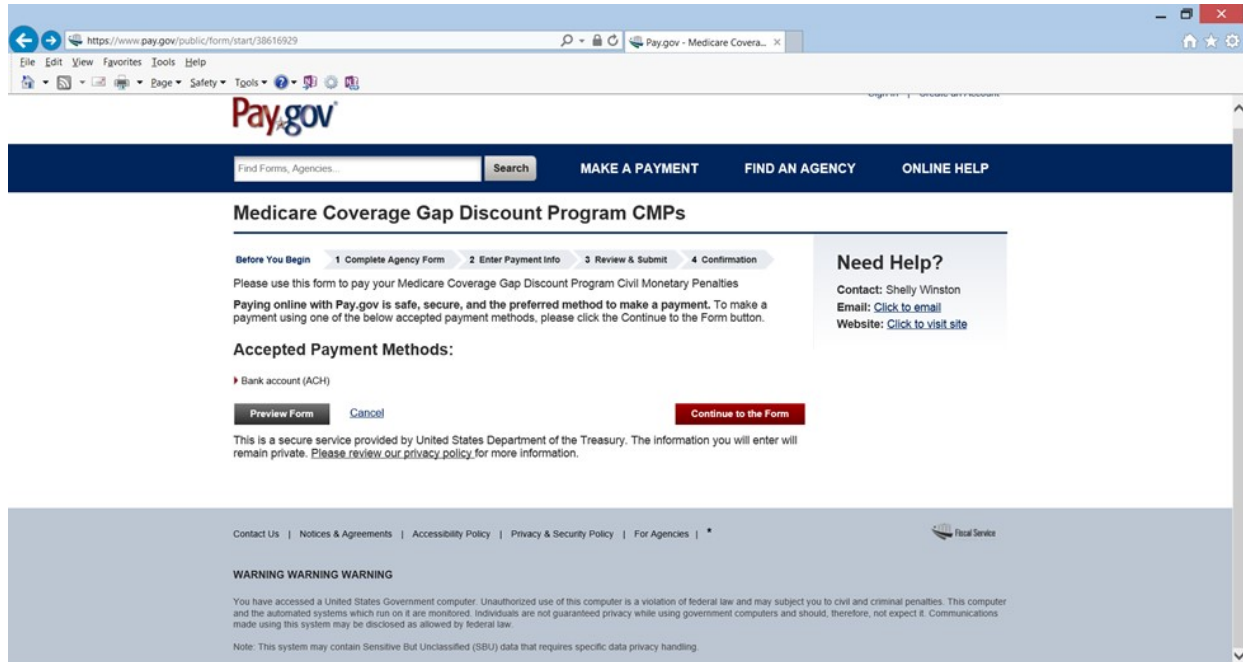 https://www.pay.gov/public/form/start/38616929
Pay.gov - Medicare Covera...
File Edit View Favorites Tools Help
Page Safety Tools
Sign In | Create an Account
Pay.gov
Find Forms, Agencies...
Search
MAKE A PAYMENT
FIND AN AGENCY
ONLINE HELP
Medicare Coverage Gap Discount Program CMPs
Before You Begin 1 Complete Agency Form 2 Enter Payment Info 3 Review & Submit 4 Confirmation
Please use this form to pay your Medicare Coverage Gap Discount Program Civil Monetary Penalties
Paying online with Pay.gov is safe, secure, and the preferred method to make a payment. To make a
payment using one of the below accepted payment methods, please click the Continue to the Form button.
Accepted Payment Methods:
Bank account (ACH)
Preview Form Cancel Continue to the Form
This is a secure service provided by United States Department of the Treasury. The information you will enter will
remain private. Please review our privacy policy for more information.
Need Help?
Contact: Shelly Winston
Email: Click to email
Website: Click to visit site
Contact Us | Notices & Agreements | Accessibility Policy | Privacy & Security Policy | For Agencies | *
Fiscal Service
WARNING WARNING WARNING
You have accessed a United States Government computer. Unauthorized use of this computer is a violation of federal law and may subject you to civil and criminal penalties. This computer
and the automated systems which run on it are monitored. Individuals are not guaranteed privacy while using government computers and should, therefore, not expect it. Communications
made using this system may be disclosed as allowed by federal law.
Note: This system may contain Sensitive But Unclassified (SBU) data that requires specific data privacy handling.